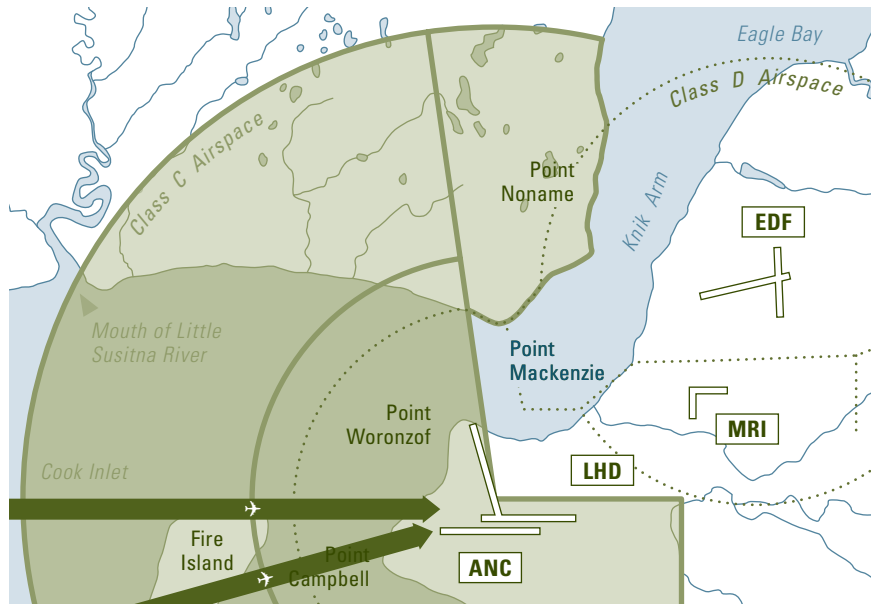 Eagle Bay
Class D Airspace
Class C Airspace
Point
Noname
Knik Arm
EDF
Mouth of Little
Susitna River
Point
Mackenzie
Point
Woronzof
MRI
LHD
Cook Inlet
Fire
Island
Point
Campbell
ANC